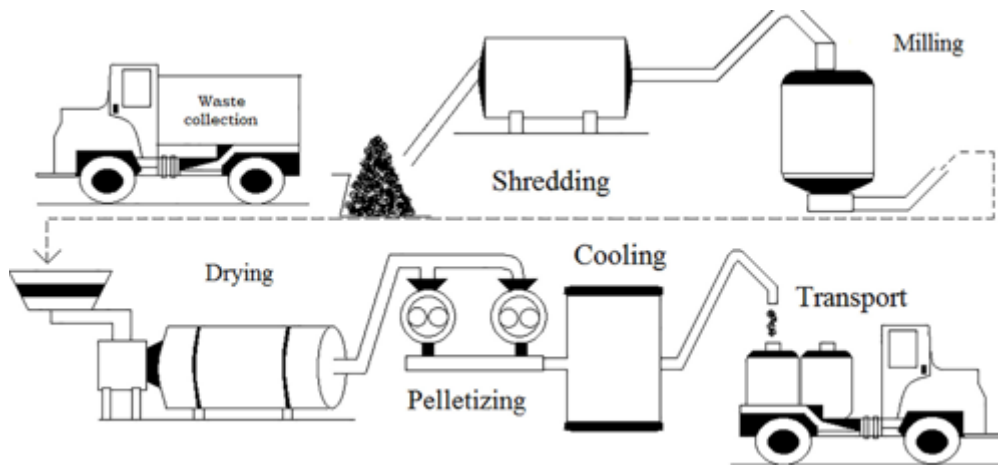 Waste
collection
Shredding
Milling
Drying
Pelletizing
Cooling
Transport